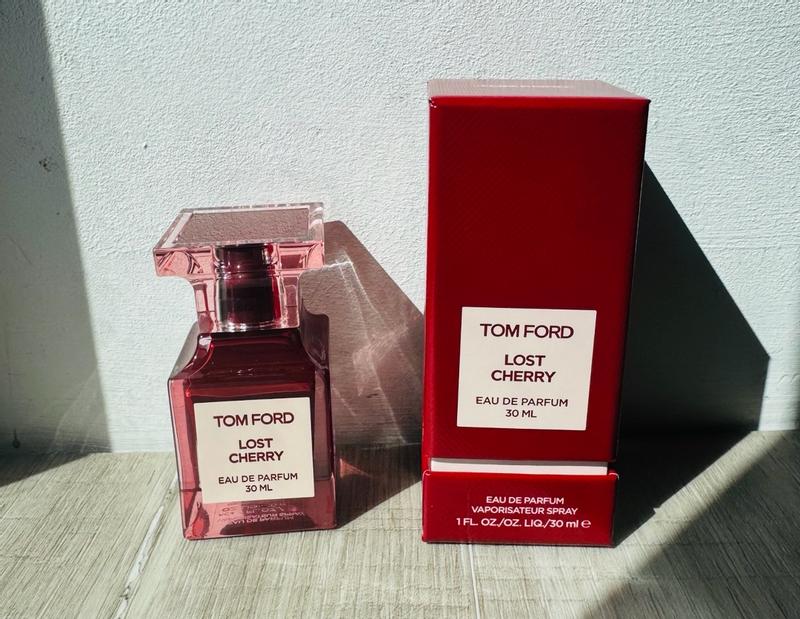 TOM FORD
LOST
CHERRY
EAU DE PARFUM
30 ML
TOM FORD
LOST
CHERRY
EAU DE PARFUM
30 ML
EAU DE PARFUM
VAPORISATEUR SPRAY
1 FL. OZ./OZ. LIQ./30 ml ℮